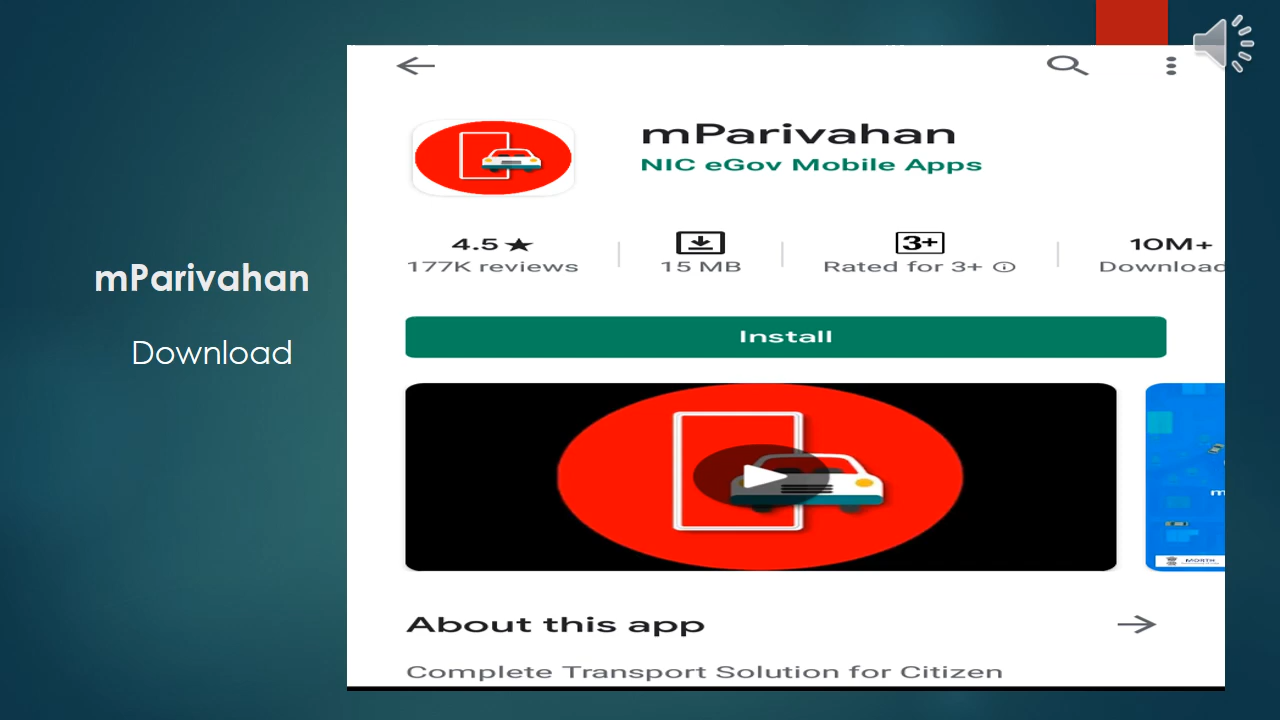 mParivahan
Download
mParivahan
NIC eGov Mobile Apps
4.5 ★
177K reviews
15 MB
3+
Rated for 3+
10M+
Download
Install
m
MORTH
About this app
Complete Transport Solution for Citizen